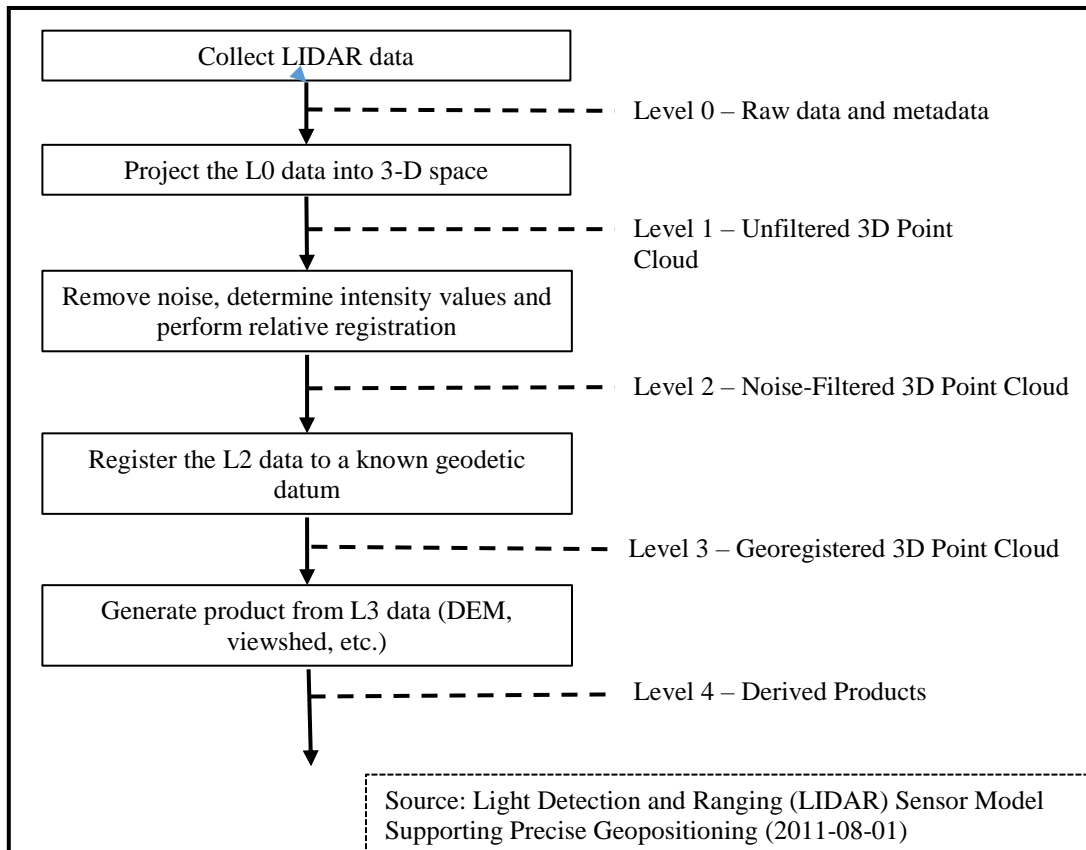 Collect LIDAR data
Level 0 – Raw data and metadata
Project the L0 data into 3-D space
Level 1 – Unfiltered 3D Point
Cloud
Remove noise, determine intensity values and
perform relative registration
Level 2 – Noise-Filtered 3D Point Cloud
Register the L2 data to a known geodetic
datum
Level 3 – Georegistered 3D Point Cloud
Generate product from L3 data (DEM,
viewshed, etc.)
Level 4 – Derived Products
Source: Light Detection and Ranging (LIDAR) Sensor Model
Supporting Precise Geopositioning (2011-08-01)